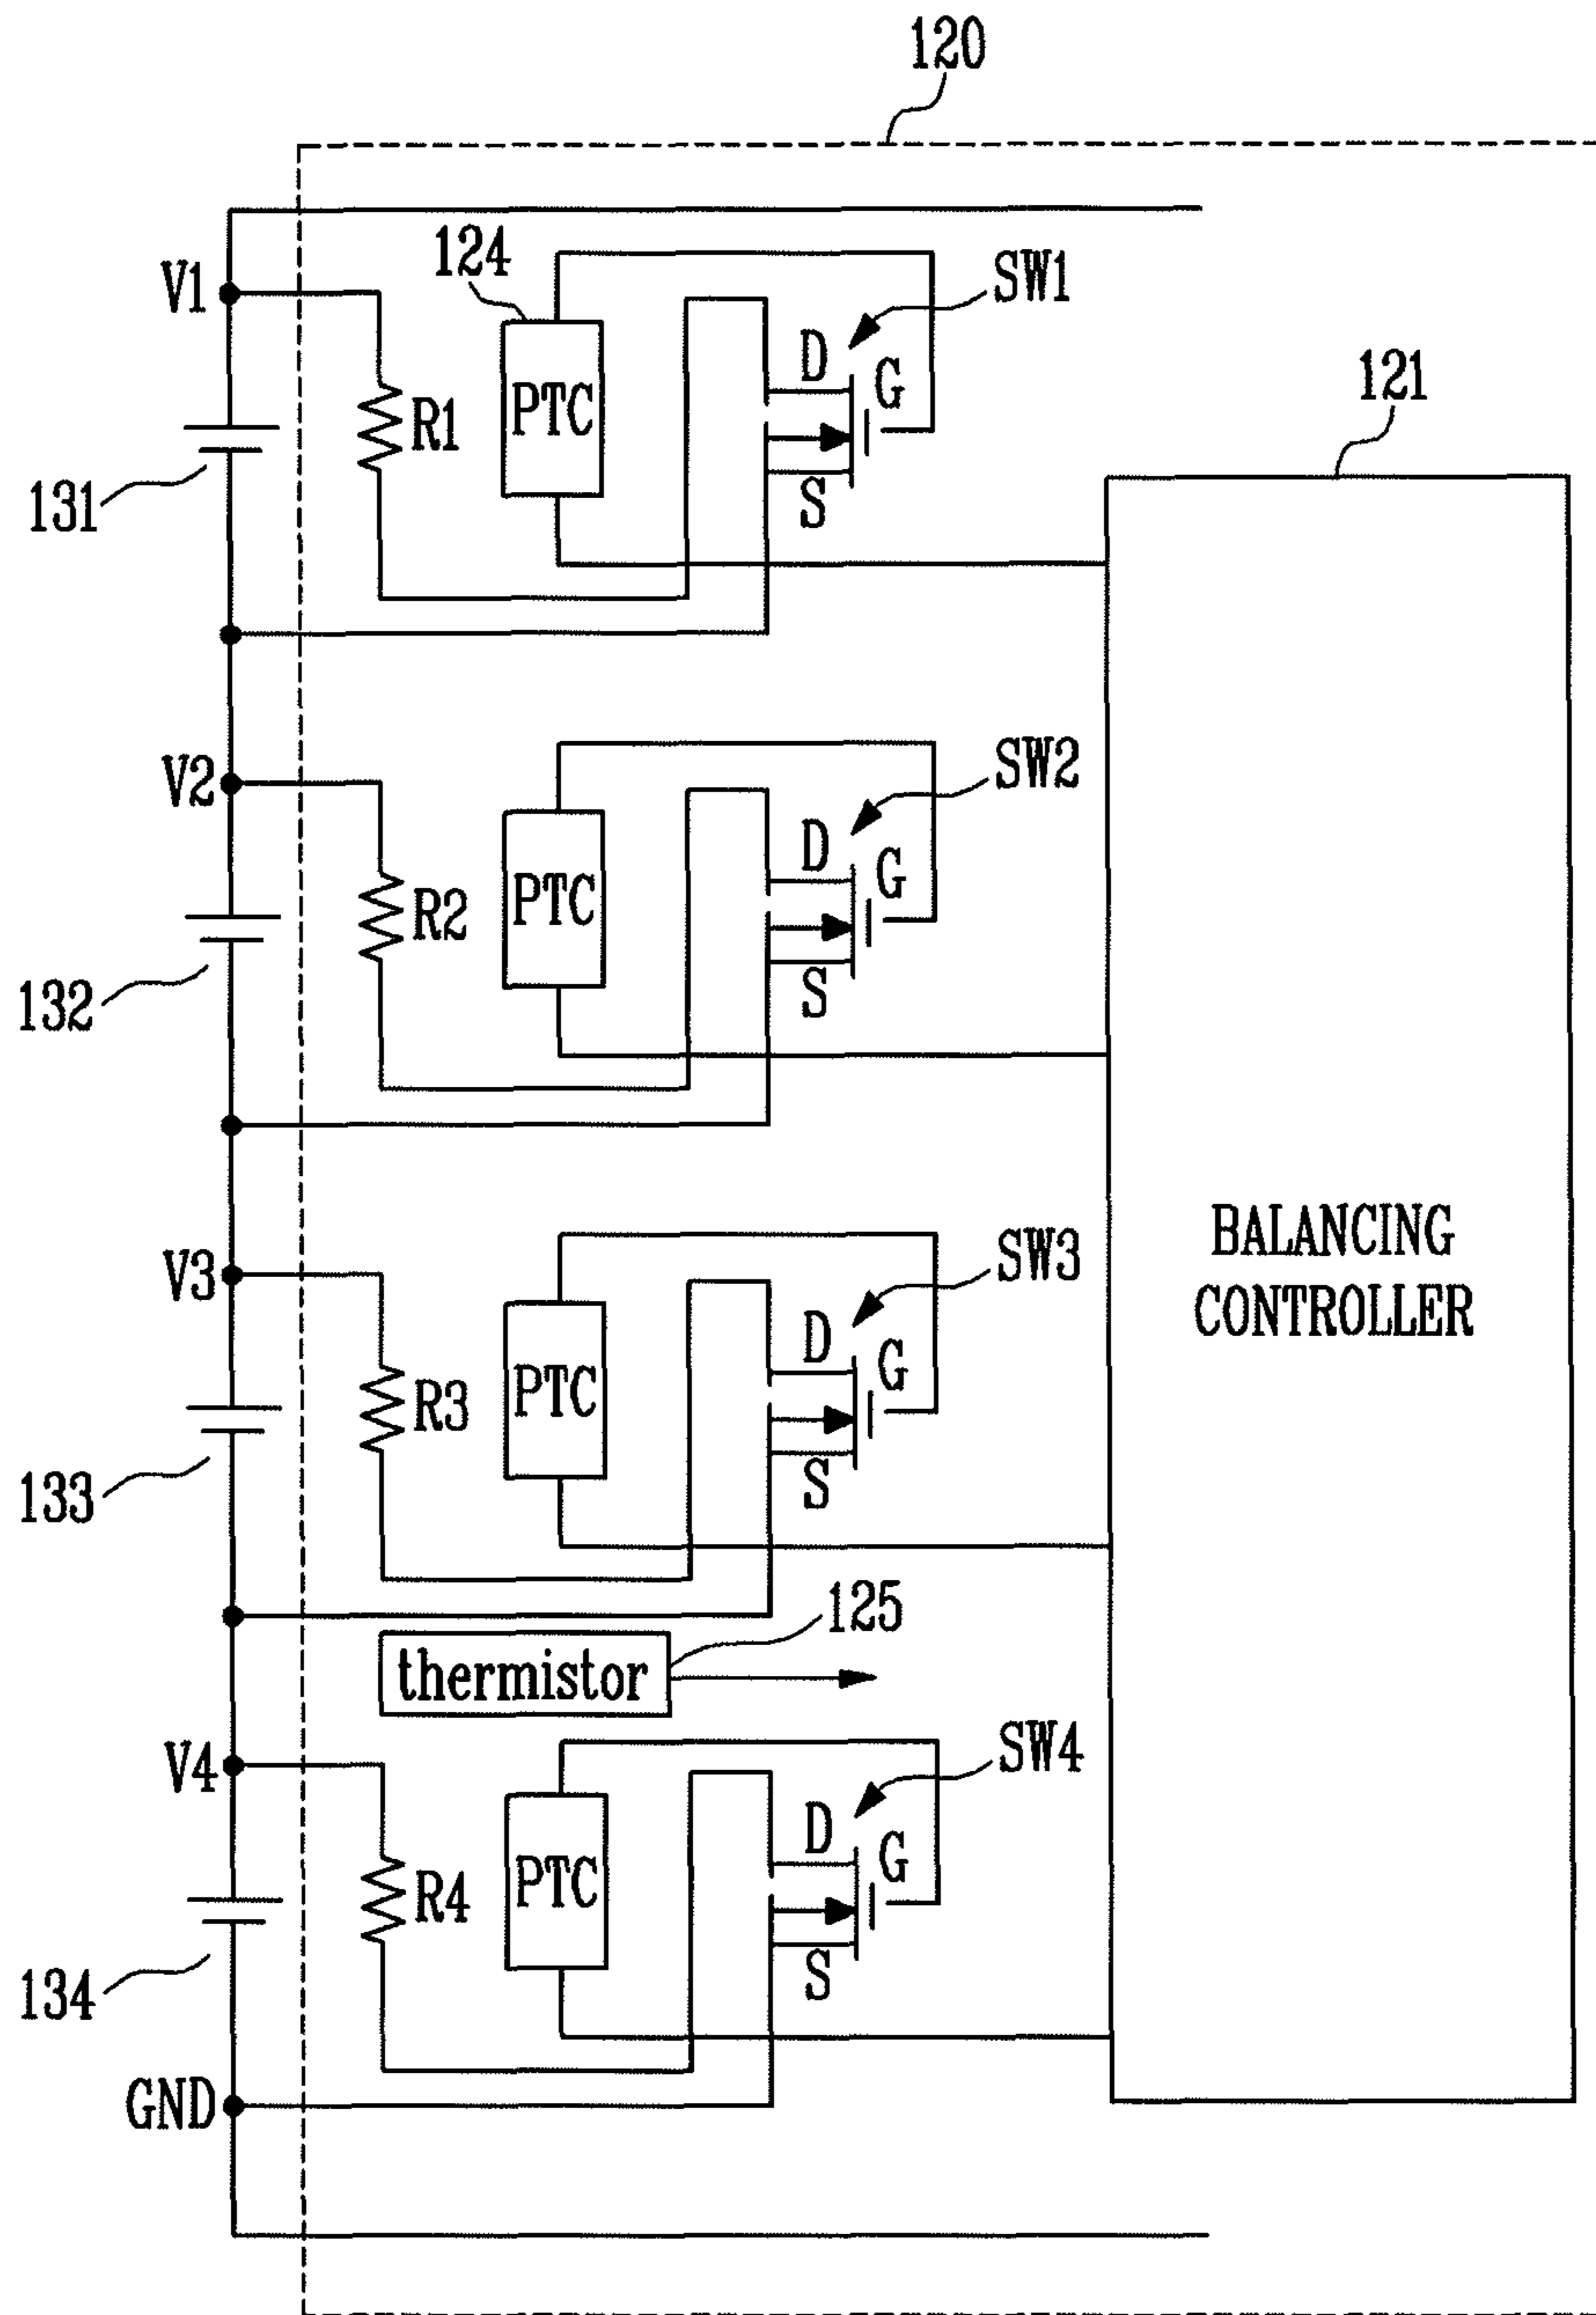 120
V1
124
SW1
D
G
PTC
R1
S
131
121
V2
SW2
D
G
PTC
R2
S
132
V3
SW3
D
G
PTC
R3
S
133
BALANCING
CONTROLLER
125
thermistor
V4
SW4
D
G
PTC
R4
S
134
GND